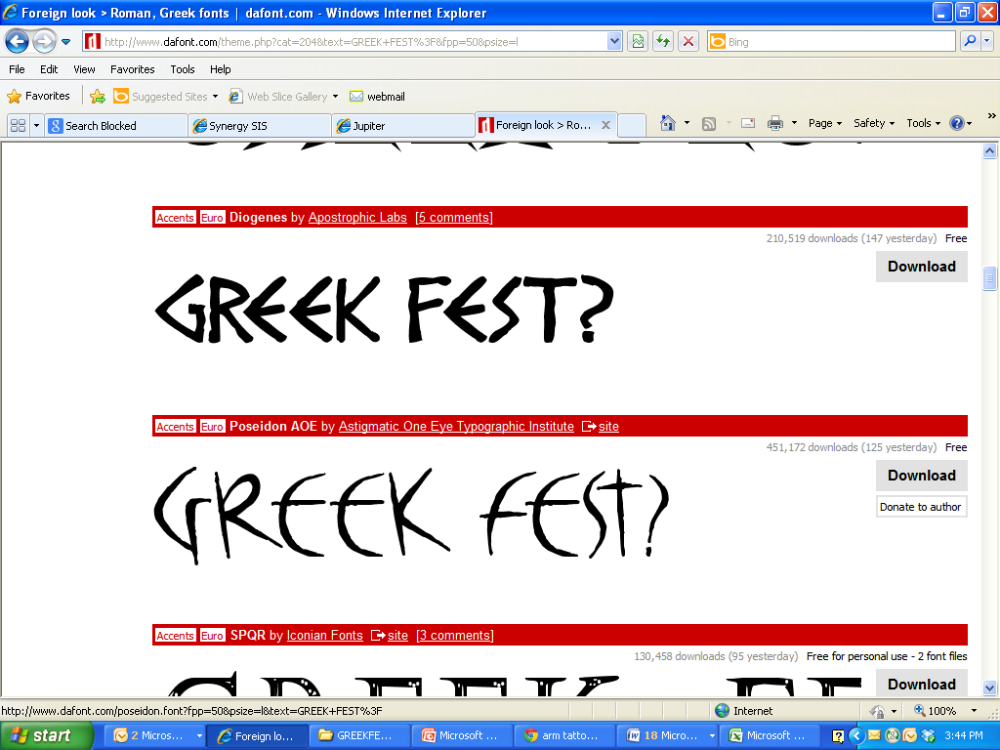 Foreign look > Roman, Greek fonts | dafont.com - Windows Internet Explorer
http://www.dafont.com/theme.php?cat=204&text=GREEK+FEST%3F&fpp=50&psize=l
Bing
File Edit View Favorites Tools Help
Favorites Suggested Sites Web Slice Gallery webmail
Search Blocked Synergy SIS Jupiter Foreign look > Ro... Page Safety Tools
Accents Euro Diogenes by Apostrophic Labs [5 comments]
210,519 downloads (147 yesterday) Free
Download
GREEK FEST?
Accents Euro Poseidon AOE by Astigmatic One Eye Typographic Institute site
451,172 downloads (125 yesterday) Free
Download
Donate to author
GREEK FEST?
Accents Euro SPQR by Iconian Fonts site [3 comments]
130,458 downloads (95 yesterday) Free for personal use - 2 font files
Download
http://www.dafont.com/poseidon.font?fpp=50&psize=l&text=GREEK+FEST%3F Internet 100%
start 2 Micros... Foreign lo... GREEKFE... Microsoft ... arm tatto... 18 Micro... Microsoft ... 3:44 PM